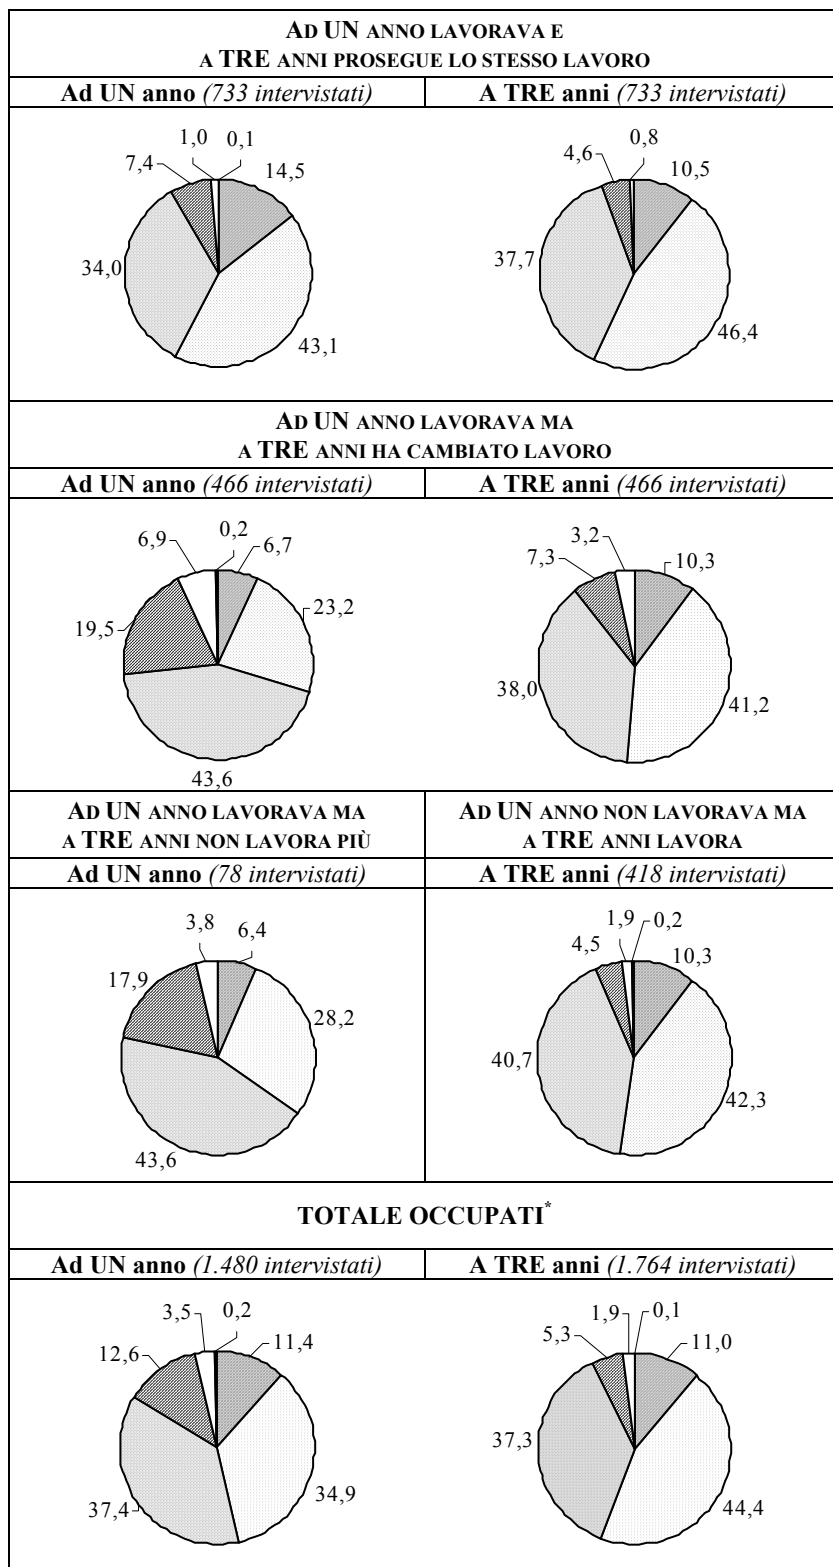 AD UN ANNO LAVORAVA E
A TRE ANNI PROSEGUE LO STESSO LAVORO
Ad UN anno (733 intervistati)
A TRE anni (733 intervistati)
1,0
0,1
7,4
14,5
34,0
43,1
0,8
4,6
10,5
37,7
46,4
AD UN ANNO LAVORAVA MA
A TRE ANNI HA CAMBIATO LAVORO
Ad UN anno (466 intervistati)
A TRE anni (466 intervistati)
0,2
6,9
6,7
23,2
19,5
43,6
3,2
7,3
10,3
38,0
41,2
AD UN ANNO LAVORAVA MA
A TRE ANNI NON LAVORA PIÙ
AD UN ANNO NON LAVORAVA MA
A TRE ANNI LAVORA
Ad UN anno (78 intervistati)
A TRE anni (418 intervistati)
3,8
6,4
17,9
28,2
43,6
1,9
0,2
4,5
10,3
40,7
42,3
TOTALE OCCUPATI*
Ad UN anno (1.480 intervistati)
A TRE anni (1.764 intervistati)
3,5
0,2
12,6
11,4
37,4
34,9
1,9
0,1
5,3
11,0
37,3
44,4